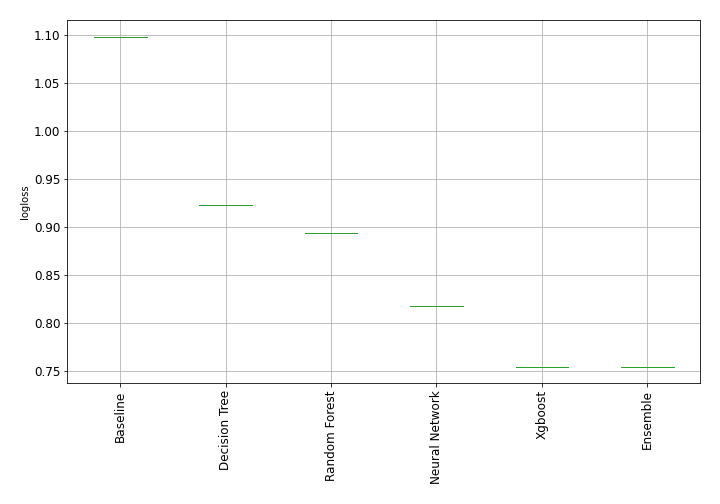 1.10
1.05
1.00
0.95
0.90
0.85
0.80
0.75
logloss
Baseline
Decision Tree
Random Forest
Neural Network
Xgboost
Ensemble